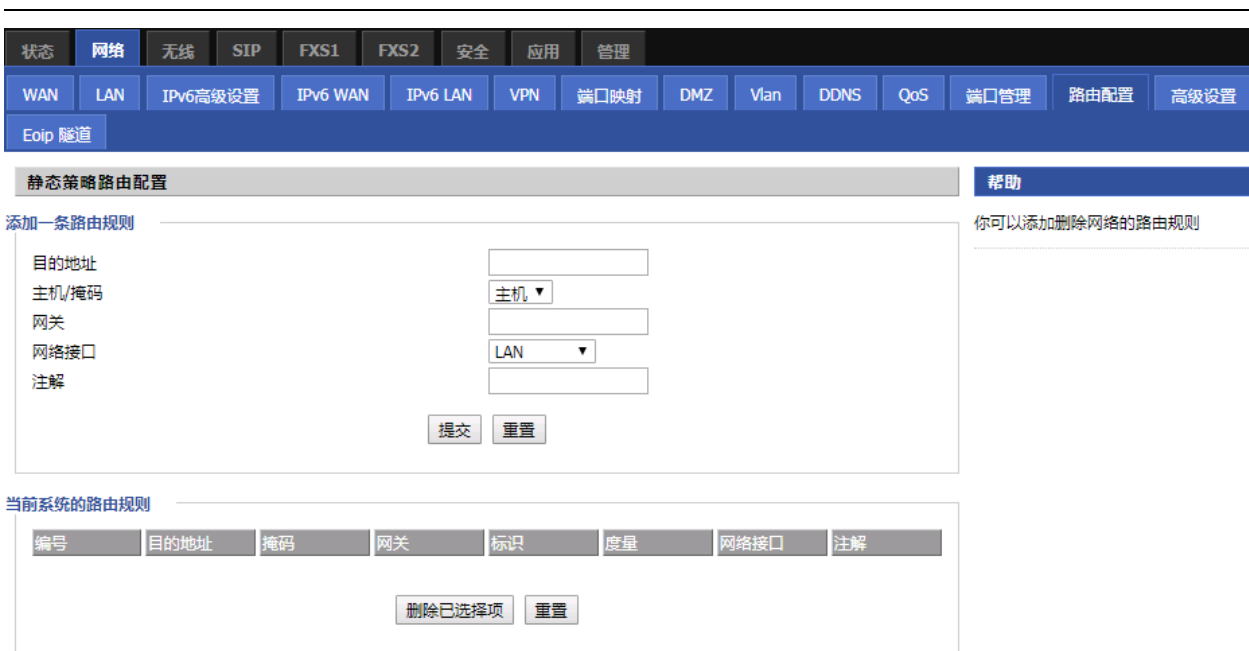 状态 网络 无线 SIP FXS1 FXS2 安全 应用 管理
WAN LAN IPv6高级设置 IPv6 WAN IPv6 LAN VPN 端口映射 DMZ Vlan DDNS QoS 端口管理 路由配置 高级设置
Eoip 隧道
静态策略路由配置
帮助
添加一条路由规则
你可以添加删除网络的路由规则
目的地址
主机/掩码 主机
网关
网络接口 LAN
注解
提交 重置
当前系统的路由规则
编号 目的地址 掩码 网关 标识 度量 网络接口 注解
删除已选择项 重置